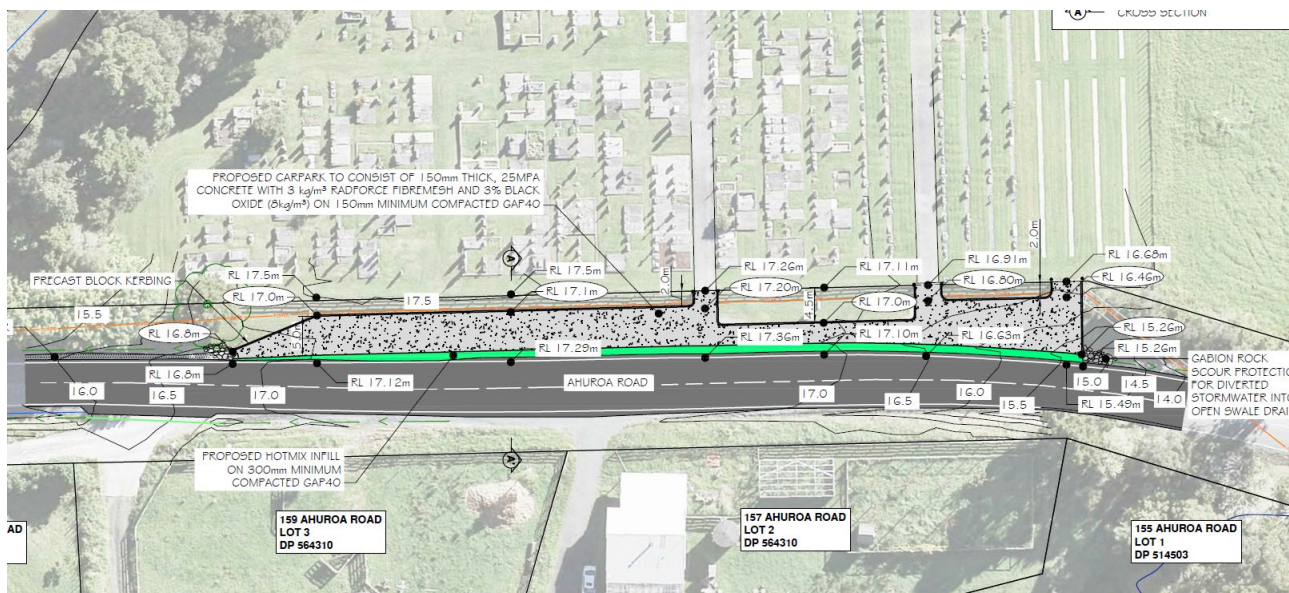 A
CROSS SECTION
PROPOSED CARPARK TO CONSIST OF 150mm THICK, 25MPA
CONCRETE WITH 3 kg/m³ RADFORCE FIBREMESH AND 3% BLACK
OXIDE (8kg/m³) ON 150mm MINIMUM COMPACTED GAP40
A
2.0m
PRECAST BLOCK KERBING
RL 17.5m
RL 17.5m
2.0m
RL 17.26m
RL 17.11m
RL 16.91m
RL 16.68m
RL 17.0m
17.5
RL 17.1m
RL 17.20m
4.5m
RL 17.0m
RL 16.80m
RL 16.46m
15.5
RL 16.8m
5.0m
RL 17.29m
RL 17.36m
RL 17.10m
RL 16.63m
RL 15.26m
RL 15.26m
RL 16.8m
RL 17.12m
GABION ROCK
SCOUR PROTECTIO
FOR DIVERTED
STORMWATER INTO
OPEN SWALE DRAI
16.0
16.5
17.0
AHUROA ROAD
17.0
16.5
16.0
15.5
RL 15.49m
15.0
14.5
14.0
PROPOSED HOTMIX INFILL
ON 300mm MINIMUM
COMPACTED GAP40
A'
159 AHUROA ROAD
LOT 3
DP 564310
157 AHUROA ROAD
LOT 2
DP 564310
155 AHUROA ROAD
LOT 1
DP 514503
AD